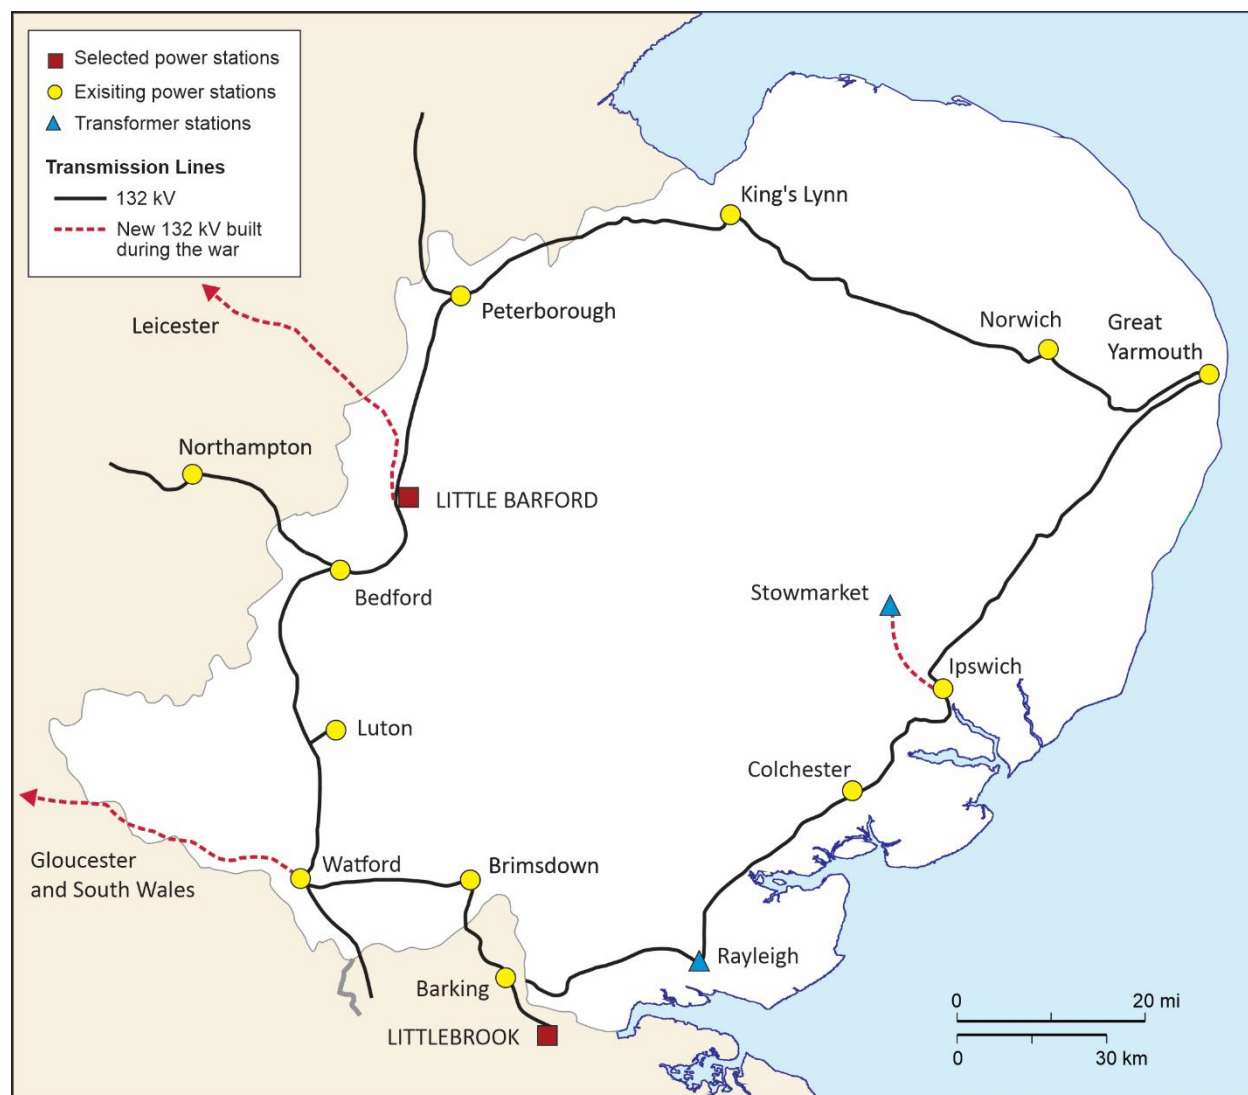 Selected power stations
Exisiting power stations
Transformer stations
Transmission Lines
132 kV
New 132 kV built
during the war
King's Lynn
Peterborough
Leicester
Norwich
Great
Yarmouth
Northampton
LITTLE BARFORD
Bedford
Stowmarket
Ipswich
Luton
Colchester
Gloucester
and South Wales
Watford
Brimsdown
Rayleigh
Barking
LITTLEBROOK
0
20 mi
0
30 km